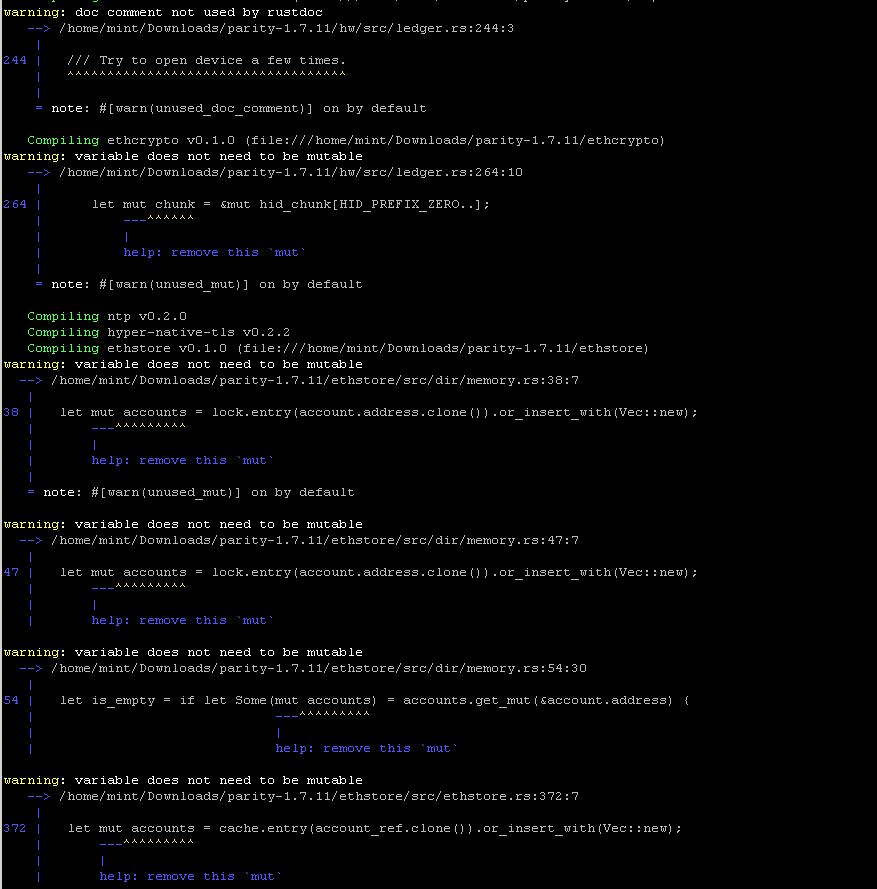 warning: doc comment not used by rustdoc
   --> /home/mint/Downloads/parity-1.7.11/hw/src/ledger.rs:244:3
    |
244 |   /// Try to open device a few times.
    |   ^^^^^^^^^^^^^^^^^^^^^^^^^^^^^^^^^^^
    |
    = note: #[warn(unused_doc_comment)] on by default

   Compiling ethcrypto v0.1.0 (file:///home/mint/Downloads/parity-1.7.11/ethcrypto)
warning: variable does not need to be mutable
   --> /home/mint/Downloads/parity-1.7.11/hw/src/ledger.rs:264:10
    |
264 |      let mut chunk = &mut hid_chunk[HID_PREFIX_ZERO..];
    |          ---^^^^^^
    |          |
    |          help: remove this `mut`
    |
    = note: #[warn(unused_mut)] on by default

   Compiling ntp v0.2.0
   Compiling hyper-native-tls v0.2.2
   Compiling ethstore v0.1.0 (file:///home/mint/Downloads/parity-1.7.11/ethstore)
warning: variable does not need to be mutable
  --> /home/mint/Downloads/parity-1.7.11/ethstore/src/dir/memory.rs:38:7
   |
38 |   let mut accounts = lock.entry(account.address.clone()).or_insert_with(Vec::new);
   |       ---^^^^^^^^^
   |       |
   |       help: remove this `mut`
   |
   = note: #[warn(unused_mut)] on by default

warning: variable does not need to be mutable
  --> /home/mint/Downloads/parity-1.7.11/ethstore/src/dir/memory.rs:47:7
   |
47 |   let mut accounts = lock.entry(account.address.clone()).or_insert_with(Vec::new);
   |       ---^^^^^^^^^
   |       |
   |       help: remove this `mut`

warning: variable does not need to be mutable
  --> /home/mint/Downloads/parity-1.7.11/ethstore/src/dir/memory.rs:54:30
   |
54 |   let is_empty = if let Some(mut accounts) = accounts.get_mut(&account.address) {
   |                              ---^^^^^^^^^
   |                              |
   |                              help: remove this `mut`

warning: variable does not need to be mutable
   --> /home/mint/Downloads/parity-1.7.11/ethstore/src/ethstore.rs:372:7
    |
372 |   let mut accounts = cache.entry(account_ref.clone()).or_insert_with(Vec::new);
    |       ---^^^^^^^^^
    |       |
    |       help: remove this `mut`